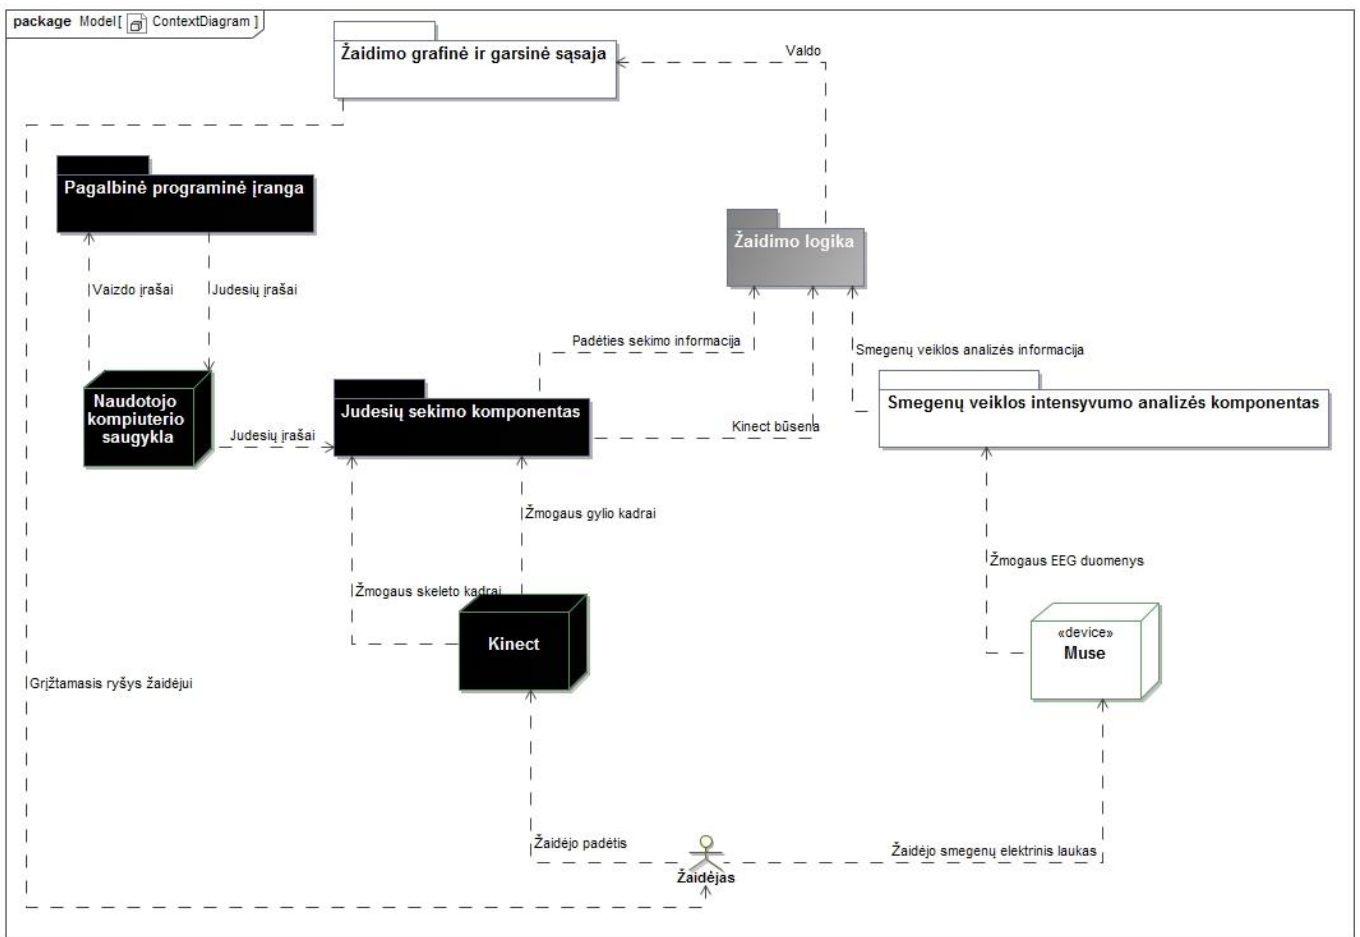 package Model[ ContextDiagram ]
Žaidimo grafinė ir garsinė sąsaja
Valdo
Pagalbinė programinė įranga
Žaidimo logika
Vaizdo įrašai
Judesių įrašai
Padėties sekimo informacija
Smegenų veiklos analizės informacija
Naudotojo
kompiuterio
saugykla
Judesių įrašai
Judesių sekimo komponentas
Kinect būsena
Smegenų veiklos intensyvumo analizės komponentas
Žmogaus gylio kadrai
Žmogaus EEG duomenys
Žmogaus skeleto kadrai
Kinect
«device»
Muse
Grįžtamasis ryšys žaidėjui
Žaidėjo padėtis
Žaidėjo smegenų elektrinis laukas
Žaidėjas